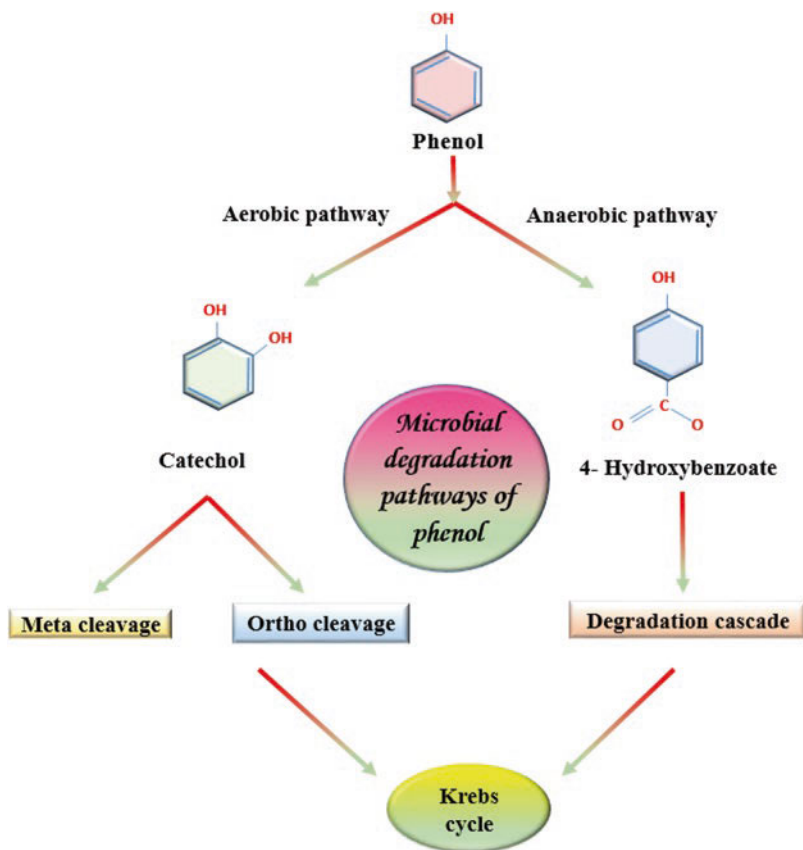 OH
Phenol
Aerobic pathway
Anaerobic pathway
OH
OH
Catechol
OH
C
O
O
4- Hydroxybenzoate
Microbial
degradation
pathways of
phenol
Meta cleavage
Ortho cleavage
Degradation cascade
Krebs
cycle